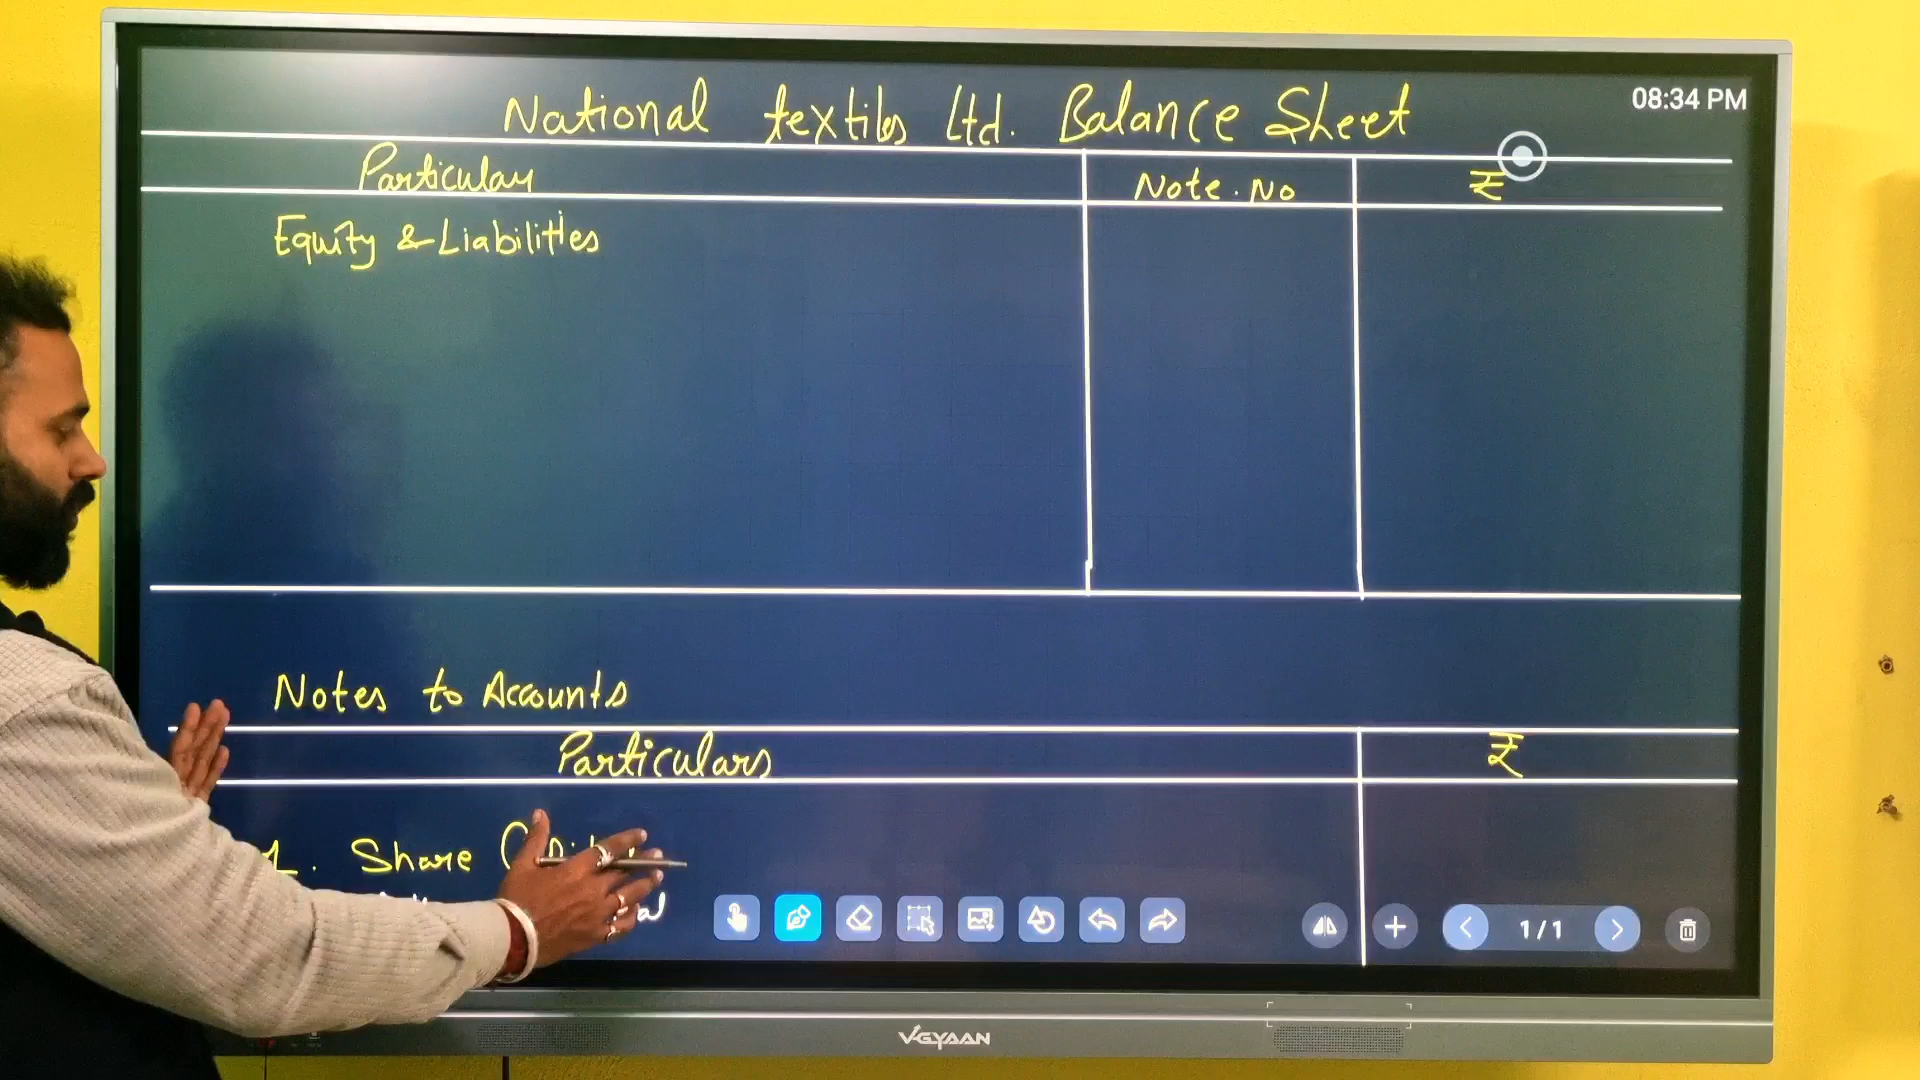 National textiles Ltd. Balance Sheet
08:34 PM
Particulars
Note. No
₹
Equity & Liabilities
Notes to Accounts
Particulars
₹
1. Share
1/1
VGYAAN